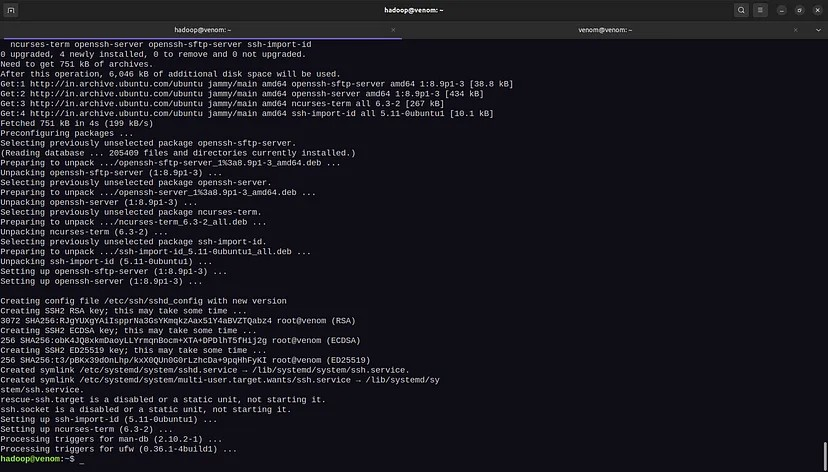 hadoop@venom: ~
hadoop@venom: ~
venom@venom: ~
ncurses-term openssh-server openssh-sftp-server ssh-import-id
0 upgraded, 4 newly installed, 0 to remove and 0 not upgraded.
Need to get 751 kB of archives.
After this operation, 6,046 kB of additional disk space will be used.
Get:1 http://in.archive.ubuntu.com/ubuntu jammy/main amd64 openssh-sftp-server amd64 1:8.9p1-3 [38.8 kB]
Get:2 http://in.archive.ubuntu.com/ubuntu jammy/main amd64 openssh-server amd64 1:8.9p1-3 [434 kB]
Get:3 http://in.archive.ubuntu.com/ubuntu jammy/main amd64 ncurses-term all 6.3-2 [267 kB]
Get:4 http://in.archive.ubuntu.com/ubuntu jammy/main amd64 ssh-import-id all 5.11-0ubuntu1 [10.1 kB]
Fetched 751 kB in 4s (199 kB/s)
Preconfiguring packages ...
Selecting previously unselected package openssh-sftp-server.
(Reading database ... 205409 files and directories currently installed.)
Preparing to unpack .../openssh-sftp-server_1%3a8.9p1-3_amd64.deb ...
Unpacking openssh-sftp-server (1:8.9p1-3) ...
Selecting previously unselected package openssh-server.
Preparing to unpack .../openssh-server_1%3a8.9p1-3_amd64.deb ...
Unpacking openssh-server (1:8.9p1-3) ...
Selecting previously unselected package ncurses-term.
Preparing to unpack .../ncurses-term_6.3-2_all.deb ...
Unpacking ncurses-term (6.3-2) ...
Selecting previously unselected package ssh-import-id.
Preparing to unpack .../ssh-import-id_5.11-0ubuntu1_all.deb ...
Unpacking ssh-import-id (5.11-0ubuntu1) ...
Setting up openssh-sftp-server (1:8.9p1-3) ...
Setting up openssh-server (1:8.9p1-3) ...
Creating config file /etc/ssh/sshd_config with new version
Creating SSH2 RSA key; this may take some time ...
3072 SHA256:RJgYUXgYAiIspprNa3GsYKmqkzAax51Y4aBVZTQabz4 root@venom (RSA)
Creating SSH2 ECDSA key; this may take some time ...
256 SHA256:obK4JQ8xkmDaoyLLYrmqnBocm+XTA+DPDlhT5fHij2g root@venom (ECDSA)
Creating SSH2 ED25519 key; this may take some time ...
256 SHA256:t3/pBKx39dOnLhp/kxX0QUn0G0rLzhcDa+9pqHhFyKI root@venom (ED25519)
Created symlink /etc/systemd/system/sshd.service → /lib/systemd/system/ssh.service.
Created symlink /etc/systemd/system/multi-user.target.wants/ssh.service → /lib/systemd/sy
stem/ssh.service.
rescue-ssh.target is a disabled or a static unit, not starting it.
ssh.socket is a disabled or a static unit, not starting it.
Setting up ssh-import-id (5.11-0ubuntu1) ...
Setting up ncurses-term (6.3-2) ...
Processing triggers for man-db (2.10.2-1) ...
Processing triggers for ufw (0.36.1-4build1) ...
hadoop@venom:~$ _